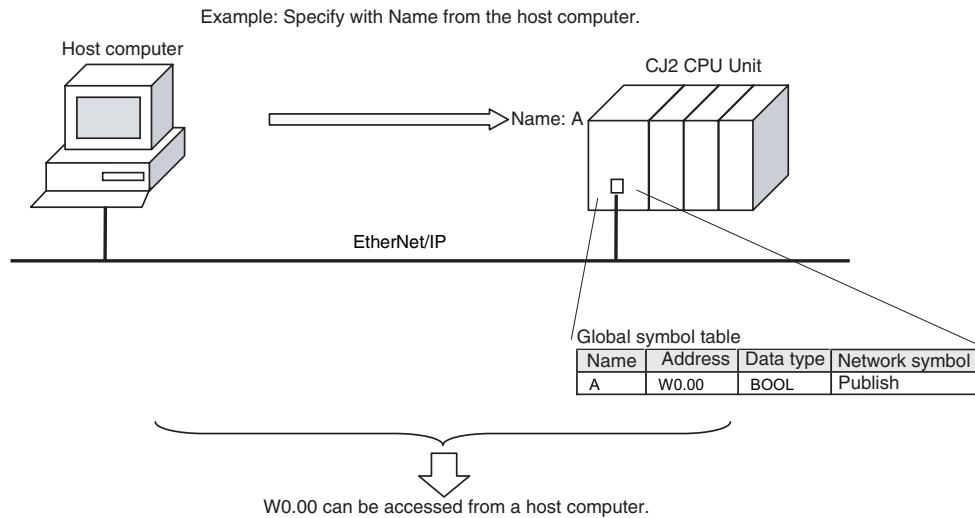 Example: Specify with Name from the host computer.
Host computer
CJ2 CPU Unit
Name: A
EtherNet/IP
Global symbol table
Name Address Data type Network symbol
A W0.00 BOOL Publish
W0.00 can be accessed from a host computer.